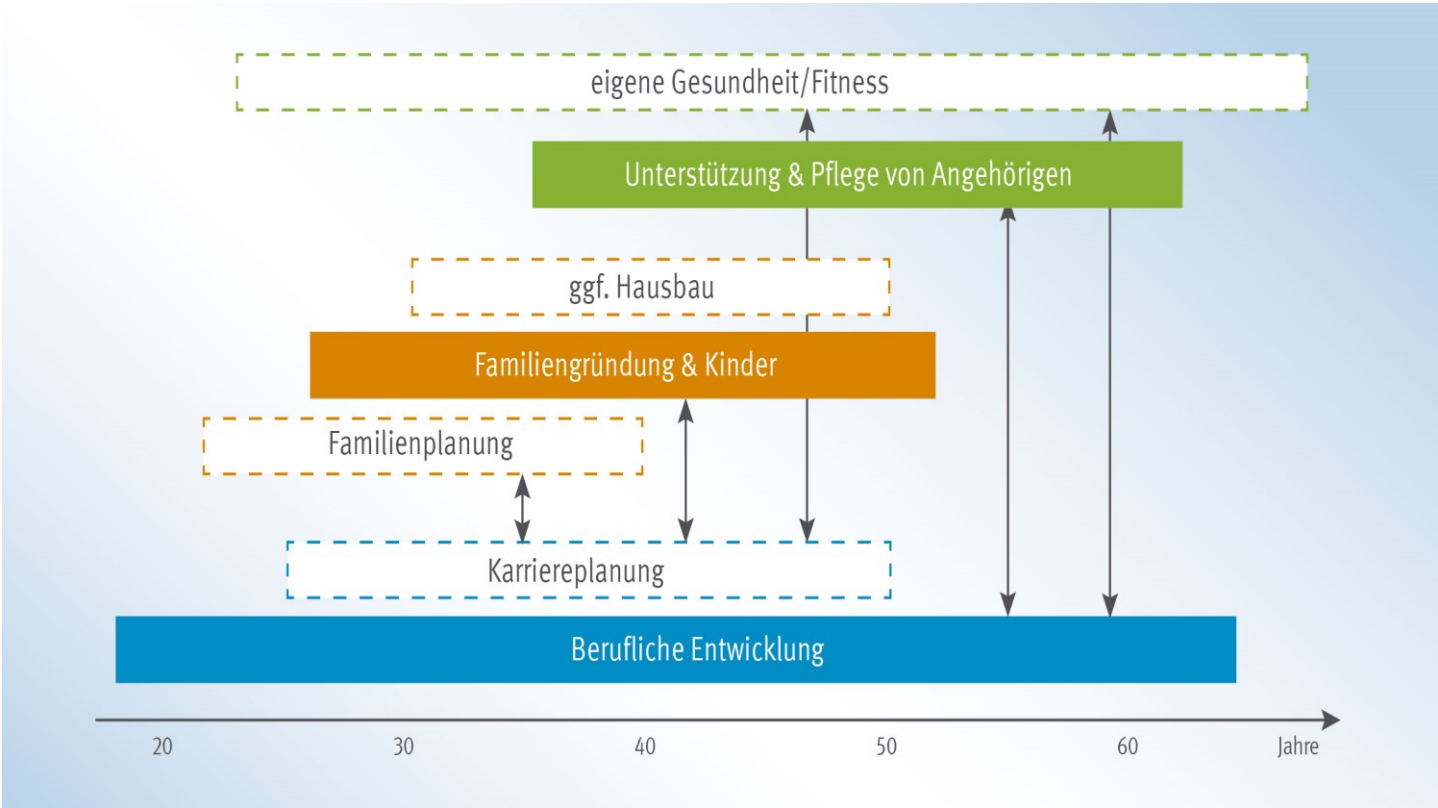 eigene Gesundheit/Fitness
Unterstützung & Pflege von Angehörigen
ggf. Hausbau
Familiengründung & Kinder
Familienplanung
Karriereplanung
Berufliche Entwicklung
20 30 40 50 60 Jahre